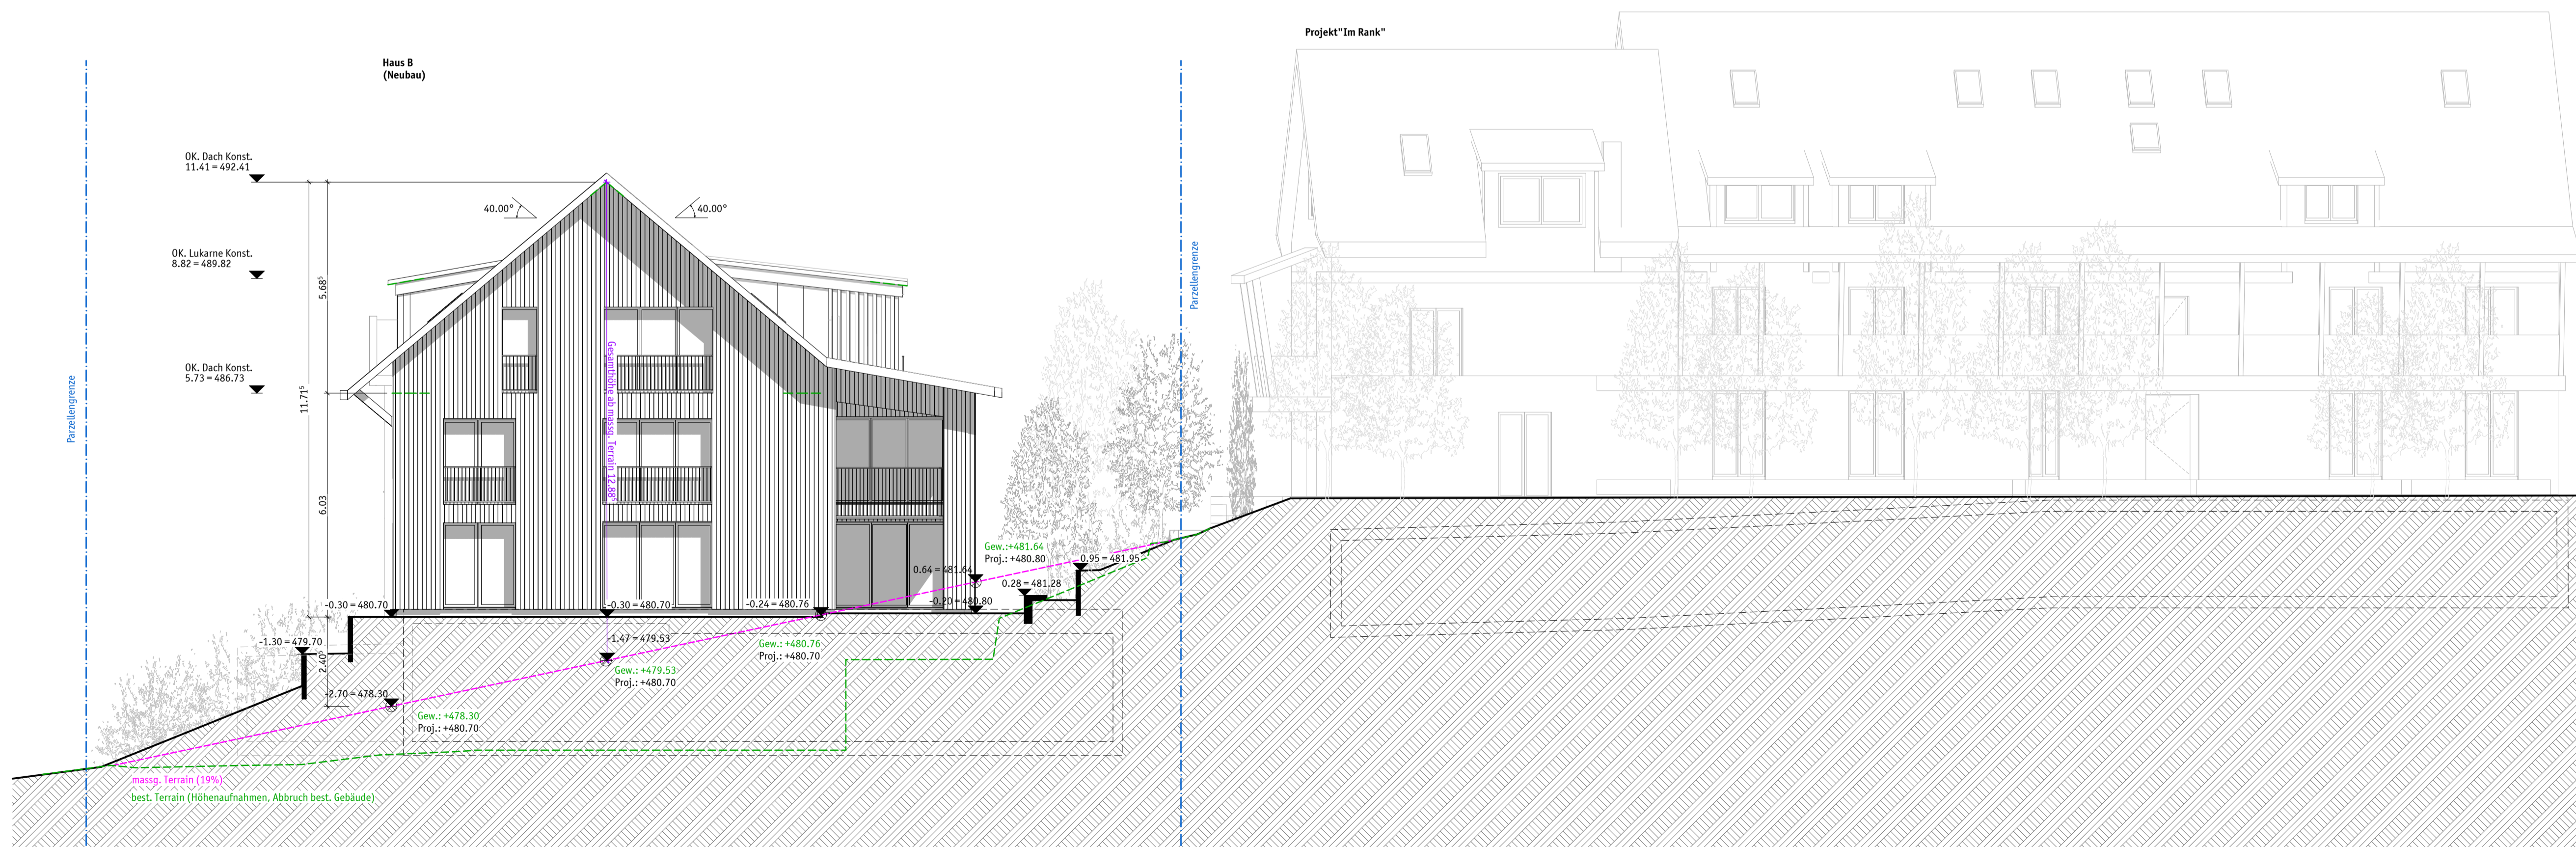 Projekt"Im Rank"
Haus B
(Neubau)
OK. Dach Konst.
11.41 = 492.41
40.00°
40.00°
OK. Lukarne Konst.
8.82 = 489.82
5.68⁵
Parzellengrenze
OK. Dach Konst.
5.73 = 486.73
11.71⁵
Gesamthöhe ab massg. Terrain 12.88⁵
Parzellengrenze
6.03
Gew.:+481.64
Proj.: +480.80
0.95 = 481.95
0.64 = 481.64
0.28 = 481.28
-0.30 = 480.70
-0.30 = 480.70
-0.24 = 480.76
-0.20 = 480.80
-1.30 = 479.70
-1.47 = 479.53
Gew.: +480.76
Proj.: +480.70
2.40⁵
Gew.: +479.53
Proj.: +480.70
-2.70 = 478.30
Gew.: +478.30
Proj.: +480.70
massg. Terrain (19%)
best. Terrain (Höhenaufnahmen, Abbruch best. Gebäude)